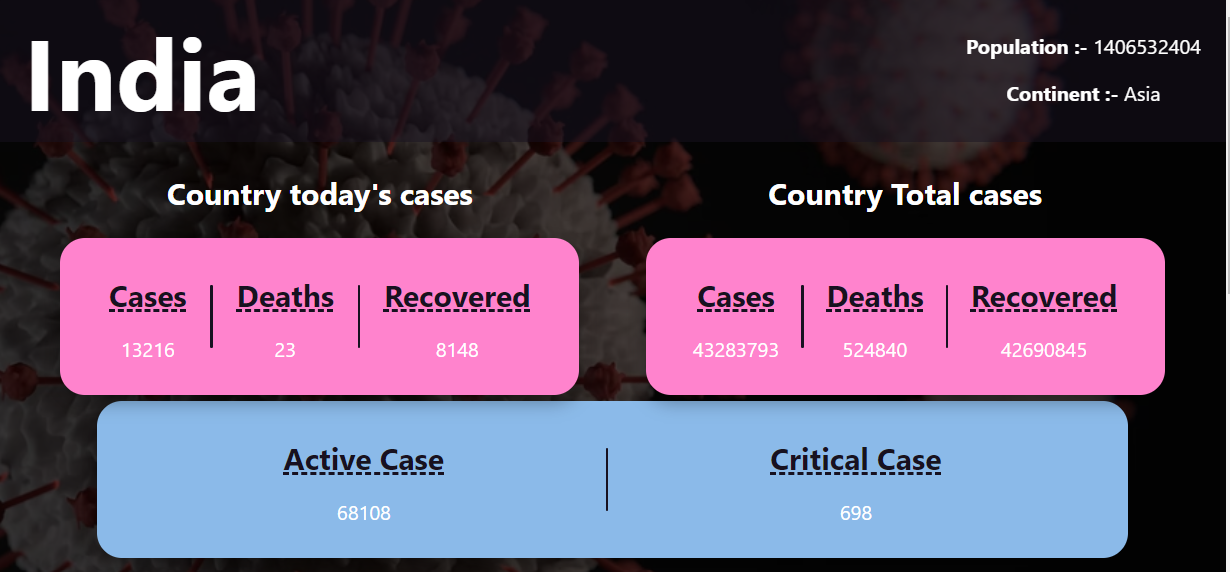 India
Population :- 1406532404
Continent :- Asia
Country today's cases
Cases Deaths Recovered
13216 23 8148
Country Total cases
Cases Deaths Recovered
43283793 524840 42690845
Active Case Critical Case
68108 698